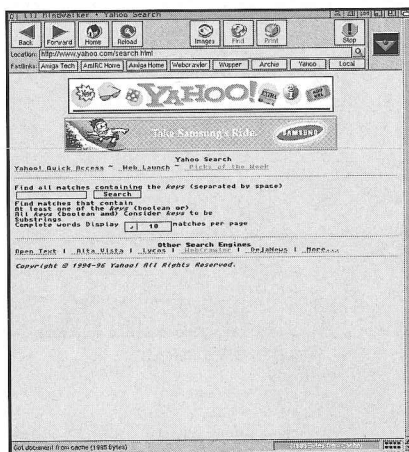 Mindwalker • Yahoo Search
Back Forward Home Reload Images Find Print Stop
Location: http://www.yahoo.com/search.html
Fastlinks: Amiga Tech AmIRC Home Amiga Home Webcrawler Wupper Archie Yahoo Local
YAHOO!
Take Samsung's Ride. SAMSUNG
Yahoo Search
Yahoo! Quick Access ~ Web Launch ~ Picks of the Week
Find all matches containing the keys (separated by space)
Search
Find matches that contain
At least one of the keys (boolean or)
All keys (boolean and) Consider keys to be
Substrings
Complete words Display 10 matches per page
Other Search Engines
Open Text | Alta Vista | Lycos | WebCrawler | DejaNews | More...
Copyright © 1994-96 Yahoo! All Rights Reserved.
Got document from cache (1985 bytes)